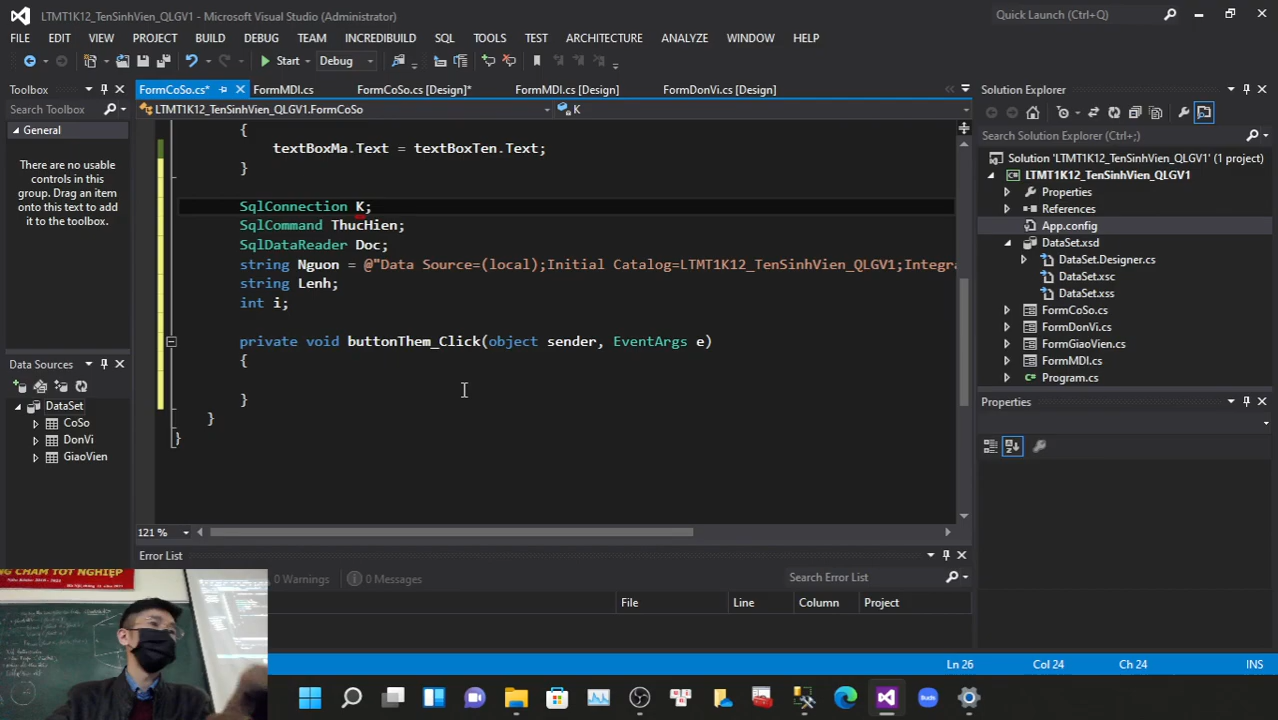 LTMT1K12_TenSinhVien_QLGV1 - Microsoft Visual Studio (Administrator)
Quick Launch (Ctrl+Q)
FILE EDIT VIEW PROJECT BUILD DEBUG TEAM INCREDIBUILD SQL TOOLS TEST ARCHITECTURE ANALYZE WINDOW HELP
Start Debug
Toolbox
Search Toolbox
General
There are no usable
controls in this
group. Drag an item
onto this text to add
it to the toolbox.
Data Sources
DataSet
CoSo
DonVi
GiaoVien
FormCoSo.cs* FormMDI.cs FormCoSo.cs [Design]* FormMDI.cs [Design] FormDonVi.cs [Design]
LTMT1K12_TenSinhVien_QLGV1.FormCoSo K
{
textBoxMa.Text = textBoxTen.Text;
}
SqlConnection K;
SqlCommand ThucHien;
SqlDataReader Doc;
string Nguon = @"Data Source=(local);Initial Catalog=LTMT1K12_TenSinhVien_QLGV1;Integra
string Lenh;
int i;
private void buttonThem_Click(object sender, EventArgs e)
{
}
}
}
121 %
Error List
0 Warnings 0 Messages
Search Error List
File Line Column Project
Solution Explorer
Search Solution Explorer (Ctrl+;)
Solution 'LTMT1K12_TenSinhVien_QLGV1' (1 project)
LTMT1K12_TenSinhVien_QLGV1
Properties
References
App.config
DataSet.xsd
DataSet.Designer.cs
DataSet.xsc
DataSet.xss
FormCoSo.cs
FormDonVi.cs
FormGiaoVien.cs
FormMDI.cs
Program.cs
Properties
Ln 26 Col 24 Ch 24 INS
NG CHẤM TỐT NGHIỆP